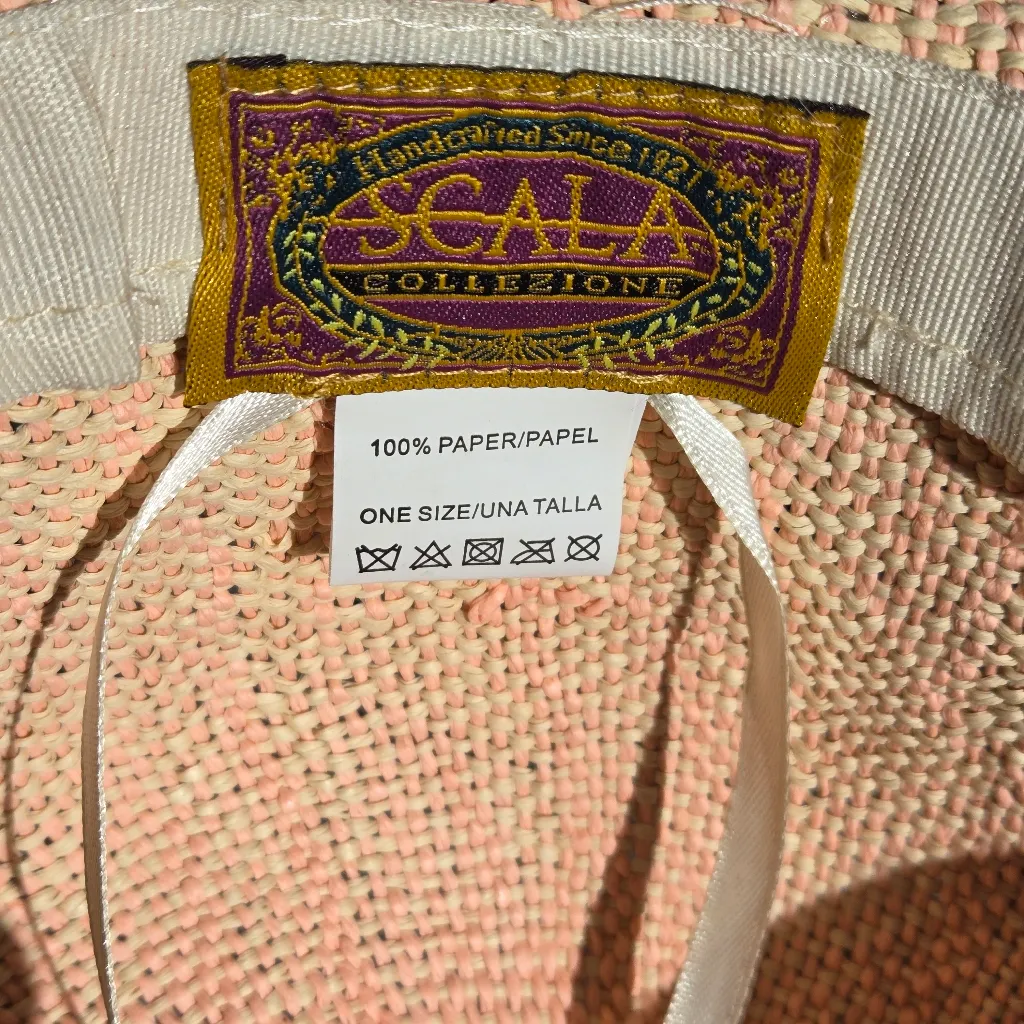 Handcrafted Since 1921
SCALA
COLLEZIONE
100% PAPER/PAPEL
ONE SIZE/UNA TALLA